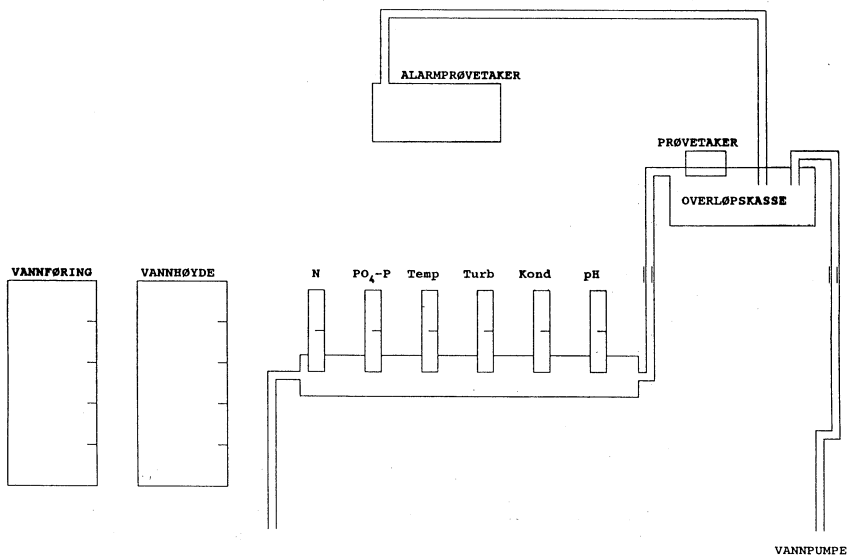 ALARMPRØVETAKER
PRØVETAKER
OVERLØPSKASSE
VANNFØRING VANNHØYDE N PO₄-P Temp Turb Kond pH
VANNPUMPE